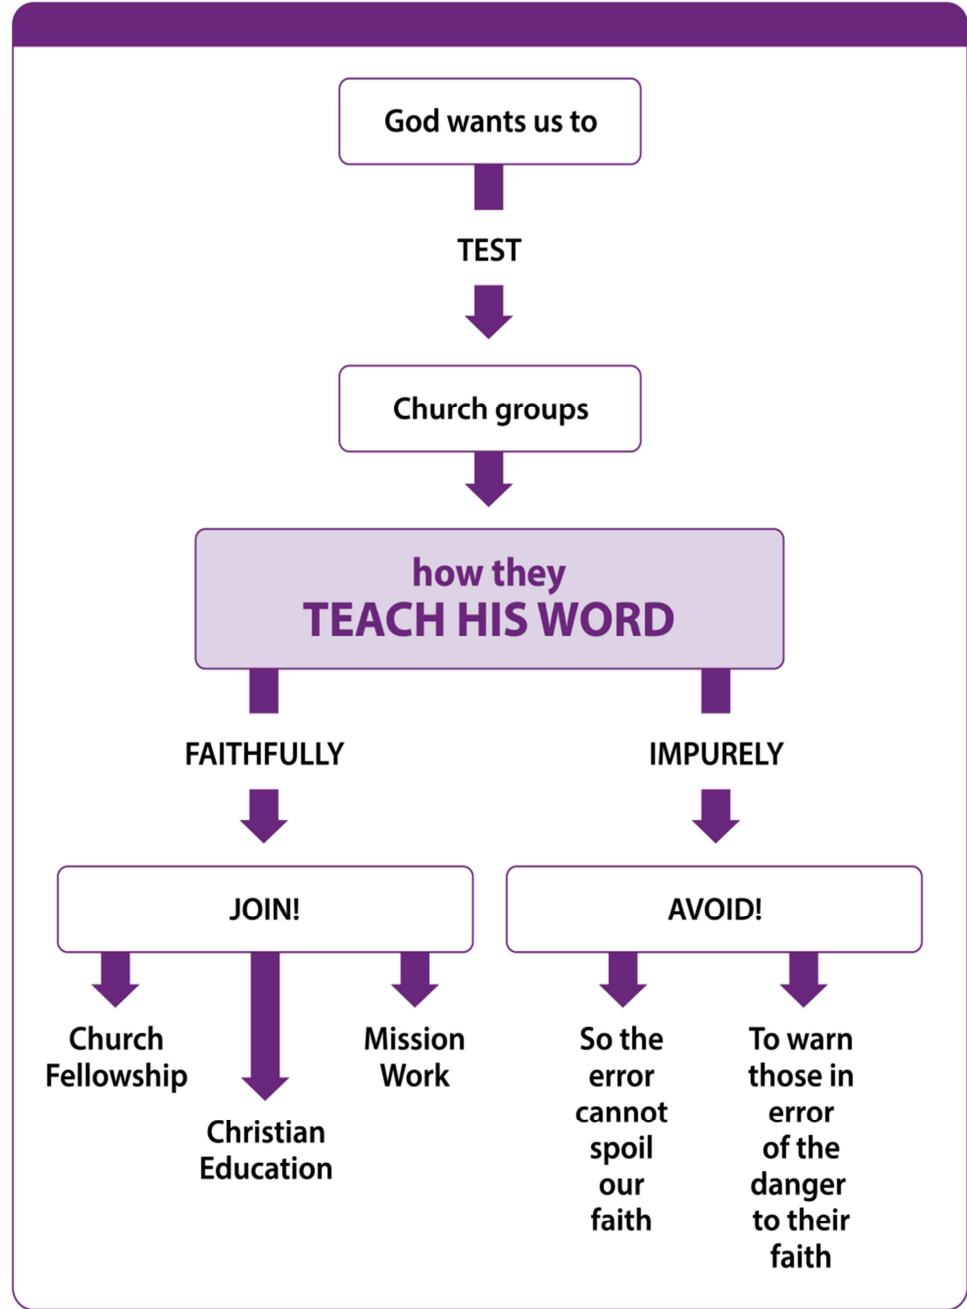 God wants us to
TEST
Church groups
how they
TEACH HIS WORD
FAITHFULLY
IMPURELY
JOIN!
AVOID!
Church
Fellowship
Christian
Education
Mission
Work
So the
error
cannot
spoil
our
faith
To warn
those in
error
of the
danger
to their
faith